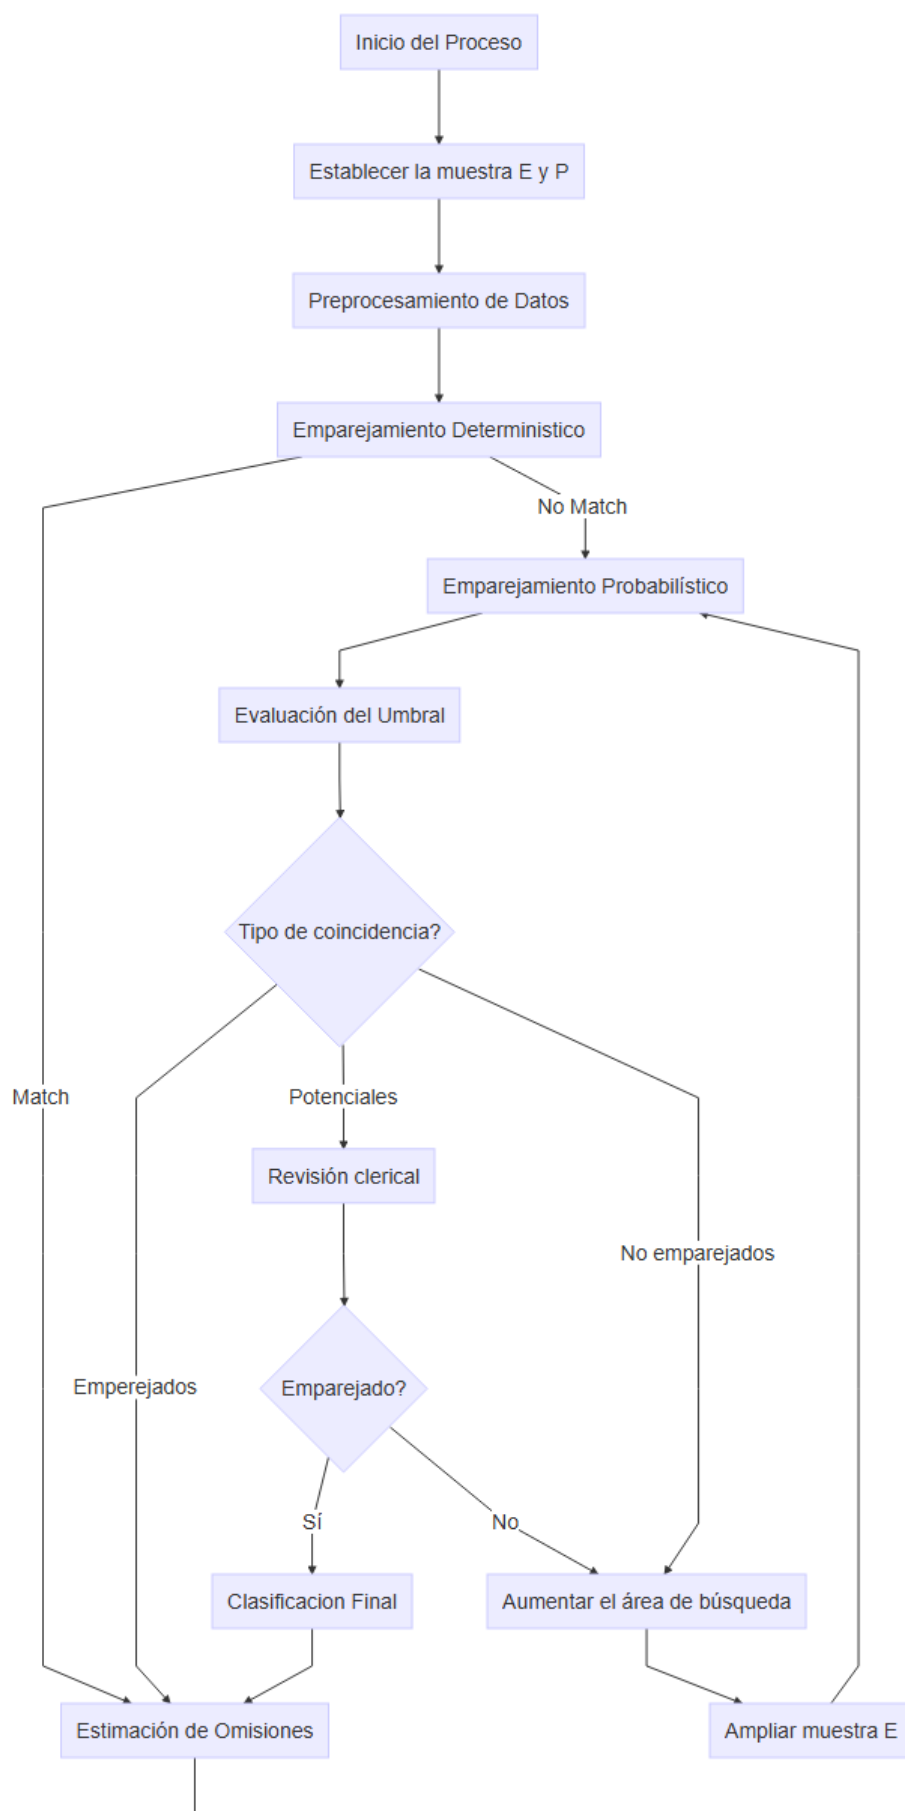 Inicio del Proceso
Establecer la muestra E y P
Preprocesamiento de Datos
Emparejamiento Deterministico
No Match
Emparejamiento Probabilístico
Evaluación del Umbral
Tipo de coincidencia?
Match
Potenciales
Revisión clerical
No emparejados
Emperejados
Emparejado?
Sí
No
Clasificacion Final
Aumentar el área de búsqueda
Estimación de Omisiones
Ampliar muestra E